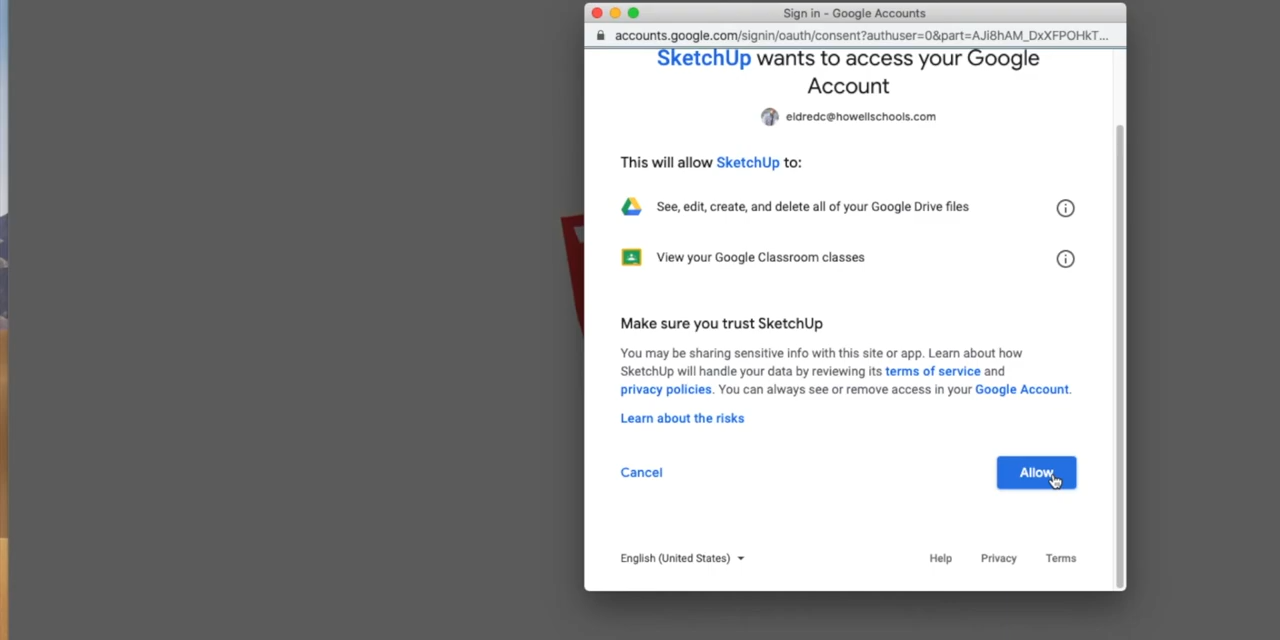 Sign in - Google Accounts
accounts.google.com/signin/oauth/consent?authuser=0&part=AJi8hAM_DxXFPOHkT...
SketchUp wants to access your Google
Account
eldredc@howellschools.com
This will allow SketchUp to:
See, edit, create, and delete all of your Google Drive files
View your Google Classroom classes
Make sure you trust SketchUp
You may be sharing sensitive info with this site or app. Learn about how
SketchUp will handle your data by reviewing its terms of service and
privacy policies. You can always see or remove access in your Google Account.
Learn about the risks
Cancel
Allow
English (United States)
Help
Privacy
Terms